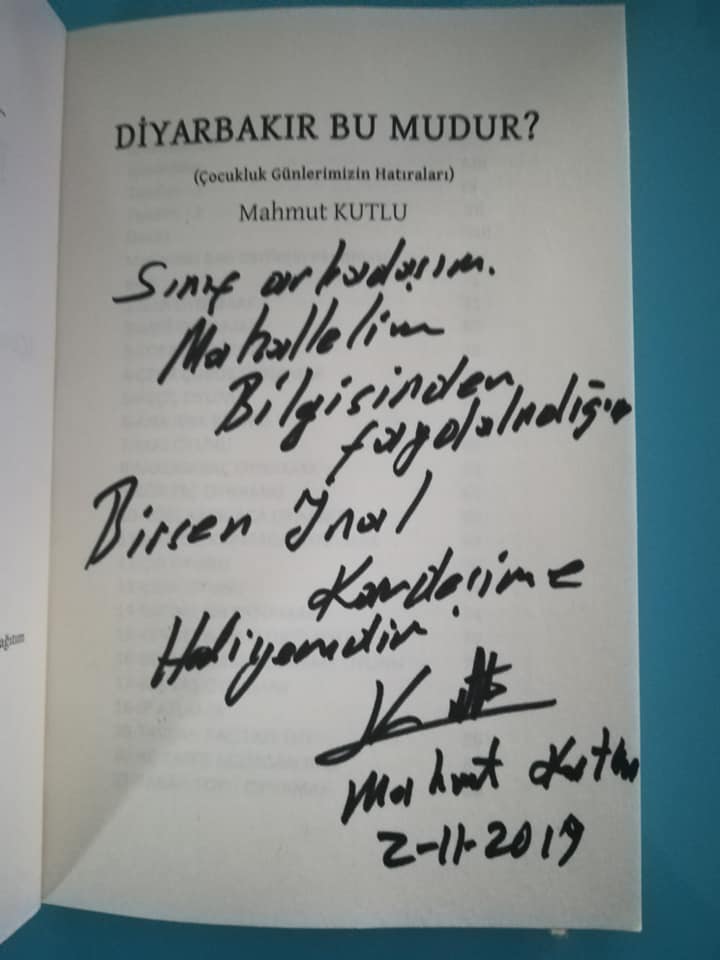 DİYARBAKIR BU MUDUR?
(Çocukluk Günlerimizin Hatıraları)
Mahmut KUTLU
Sınıf arkadaşım.
Mahallelim
Bilgisinden
faydalandığım
Birsen İnal
Kardeşime
Hediyemdir
Mahmut Kutlu
2-11-2019
ağıtım